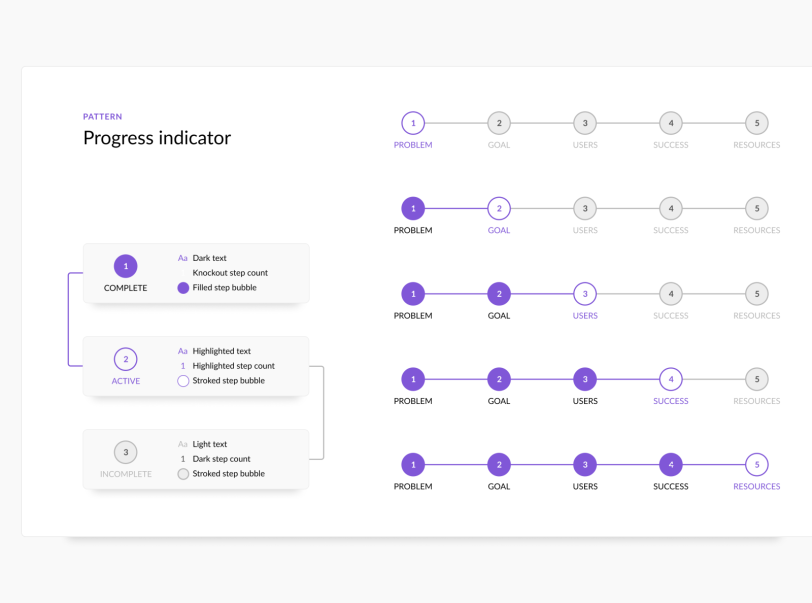 PATTERN
Progress indicator
1
COMPLETE
Aa Dark text
Knockout step count
Filled step bubble
2
ACTIVE
Aa Highlighted text
1 Highlighted step count
Stroked step bubble
3
INCOMPLETE
Aa Light text
1 Dark step count
Stroked step bubble
1 2 3 4 5
PROBLEM GOAL USERS SUCCESS RESOURCES
1 2 3 4 5
PROBLEM GOAL USERS SUCCESS RESOURCES
1 2 3 4 5
PROBLEM GOAL USERS SUCCESS RESOURCES
1 2 3 4 5
PROBLEM GOAL USERS SUCCESS RESOURCES
1 2 3 4 5
PROBLEM GOAL USERS SUCCESS RESOURCES